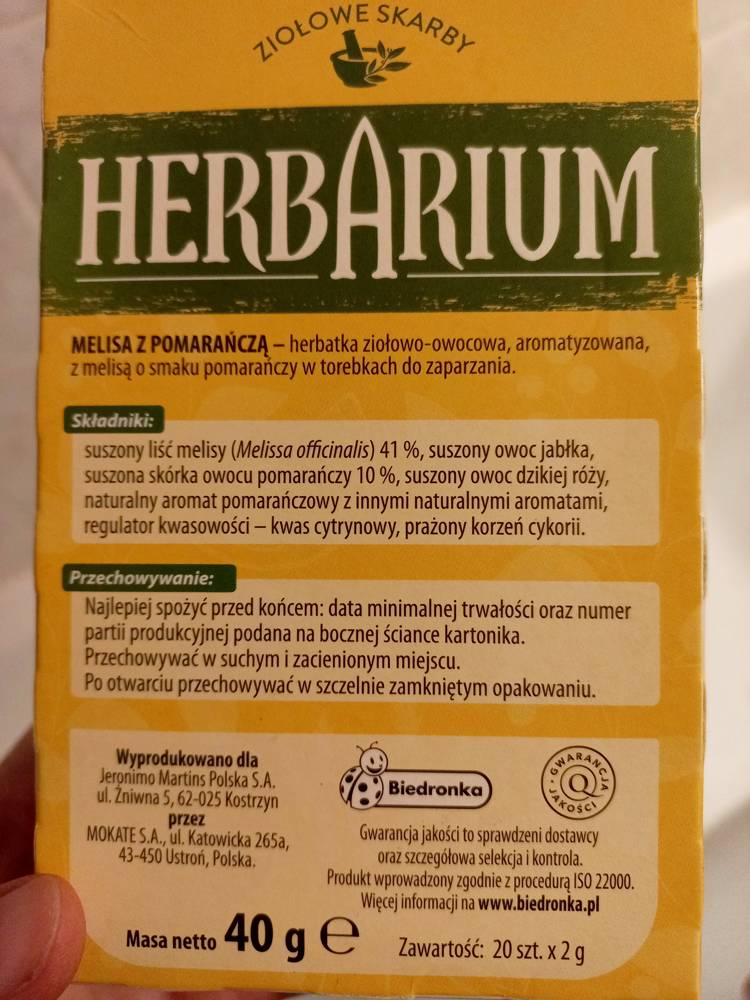 ZIOŁOWE SKARBY
HERBARIUM
MELISA Z POMARAŃCZĄ – herbatka ziołowo-owocowa, aromatyzowana,
z melisą o smaku pomarańczy w torebkach do zaparzania.
Składniki:
suszony liść melisy (Melissa officinalis) 41 %, suszony owoc jabłka,
suszona skórka owocu pomarańczy 10 %, suszony owoc dzikiej róży,
naturalny aromat pomarańczowy z innymi naturalnymi aromatami,
regulator kwasowości – kwas cytrynowy, prażony korzeń cykorii.
Przechowywanie:
Najlepiej spożyć przed końcem: data minimalnej trwałości oraz numer
partii produkcyjnej podana na bocznej ściance kartonika.
Przechowywać w suchym i zacienionym miejscu.
Po otwarciu przechowywać w szczelnie zamkniętym opakowaniu.
Wyprodukowano dla
Jeronimo Martins Polska S.A.
ul. Żniwna 5, 62-025 Kostrzyn
przez
MOKATE S.A., ul. Katowicka 265a,
43-450 Ustroń, Polska.
Biedronka
GWARANCJA
Q
JAKOŚCI
Gwarancja jakości to sprawdzeni dostawcy
oraz szczegółowa selekcja i kontrola.
Produkt wprowadzony zgodnie z procedurą ISO 22000.
Więcej informacji na www.biedronka.pl
Masa netto 40 g e
Zawartość: 20 szt. x 2 g